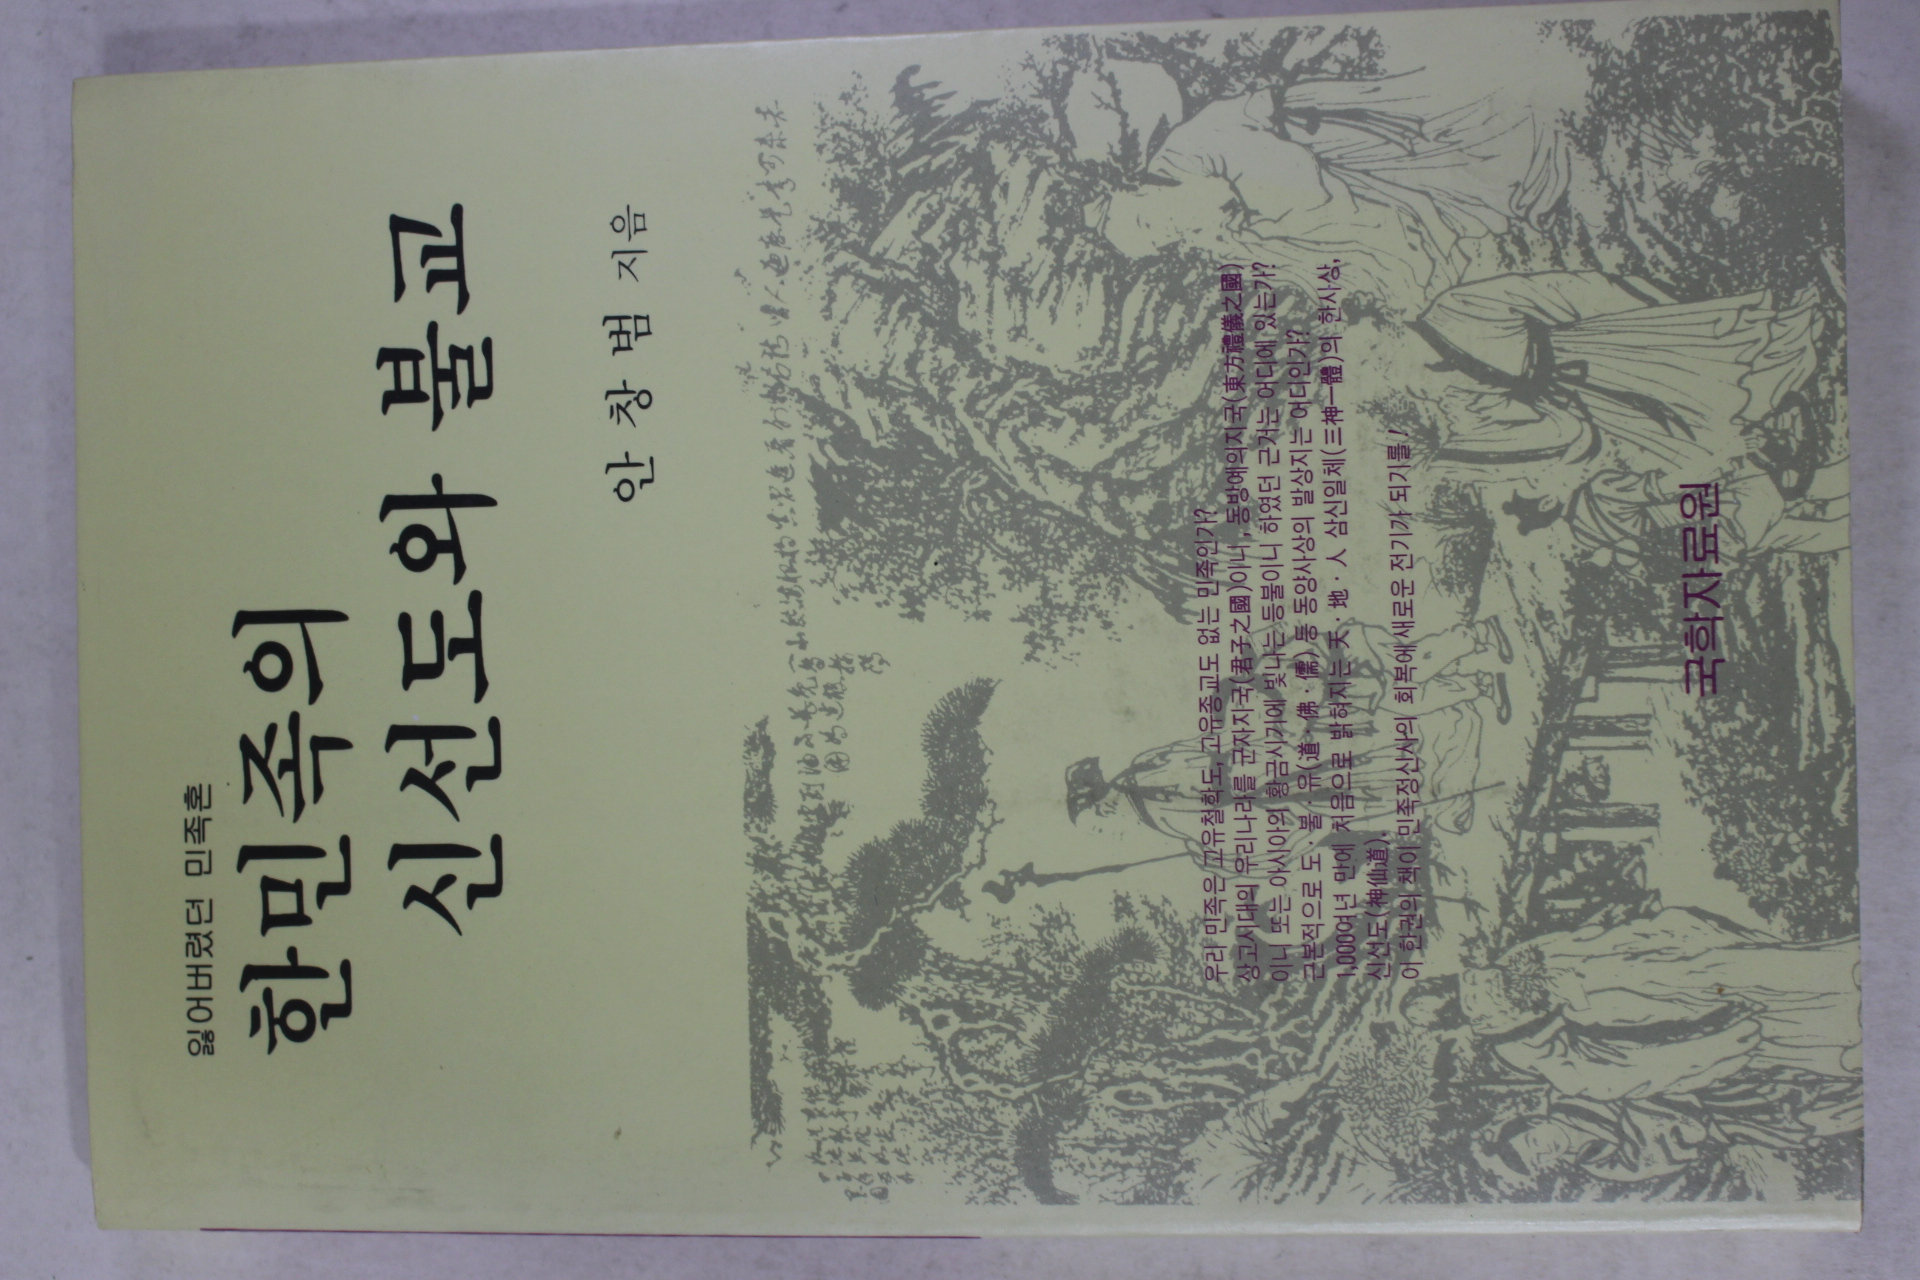 잃어버렸던 민족혼
한민족의
신선도와 불교
안 창 범 지음
우리 민족은 고유철학도, 고유종교도 없는 민족인가?
상고시대의 우리나라를 군자지국(君子之國)이니, 동방예의지국(東方禮儀之國)
이니 또는 아시아의 황금시기에 빛나는 등불이니 하였던 근거는 어디에 있는가?
근본적으로 도·불·유(道·佛·儒) 등 동양사상의 발상지는 어디인가?
1,0000여년 만에 처음으로 밝혀지는 天·地·人 삼신일체(三神一體)의 한사상,
신선도(神仙道).
이 한권의 책이 민족정신사의 회복에 새로운 전기가 되기를!
국학자료원